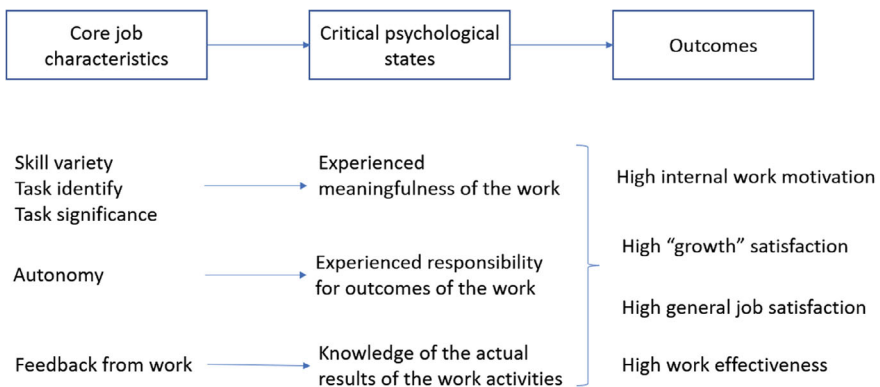 Core job
characteristics
Critical psychological
states
Outcomes
Skill variety
Task identify
Task significance
Experienced
meaningfulness of the work
High internal work motivation
Autonomy
Experienced responsibility
for outcomes of the work
High “growth” satisfaction
High general job satisfaction
Feedback from work
Knowledge of the actual
results of the work activities
High work effectiveness